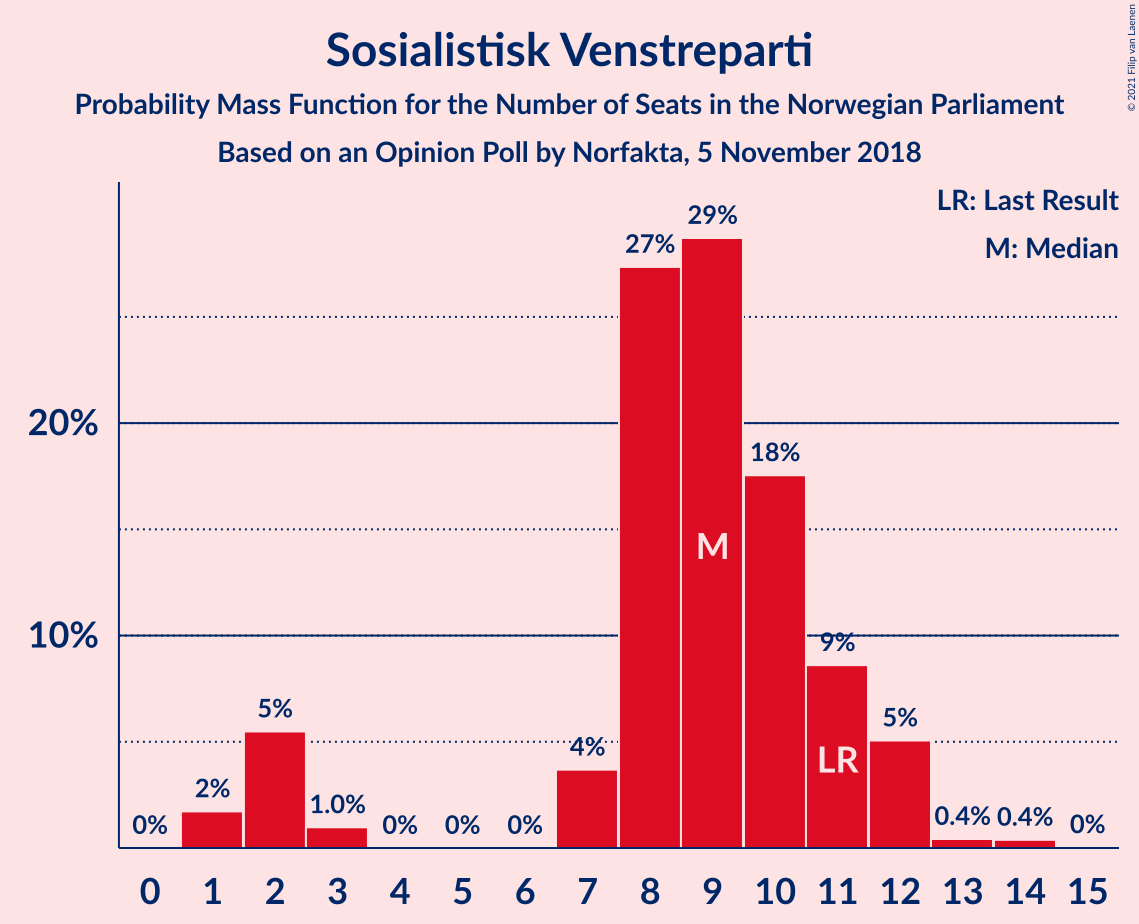 © 2021 Filip van Laenen
Sosialistisk Venstreparti
Probability Mass Function for the Number of Seats in the Norwegian Parliament
Based on an Opinion Poll by Norfakta, 5 November 2018
LR: Last Result
M: Median
29%
27%
20%
18%
M
10%
9%
5%
5%
4%
LR
2%
1.0%
0.4% 0.4%
0% 0% 0% 0% 0%
0 1 2 3 4 5 6 7 8 9 10 11 12 13 14 15